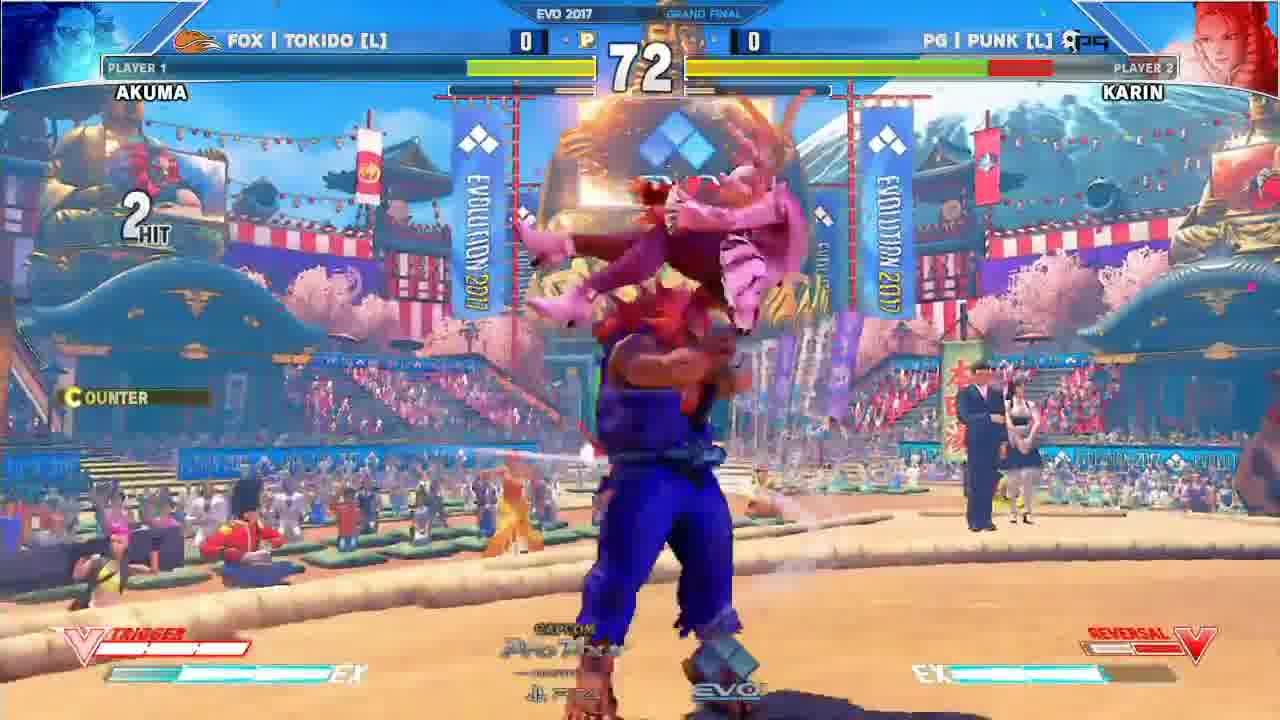 EVO 2017
GRAND FINAL
FOX | TOKIDO [L]
0
P
72
0
PG | PUNK [L]
PLAYER 1
PLAYER 2
AKUMA
KARIN
EVOLUTION 2017
EVOLUTION 2017
2 HIT
COUNTER
TRIGGER
REVERSAL
V
V
EX
EX
CAPCOM
Pro Tour
EVO